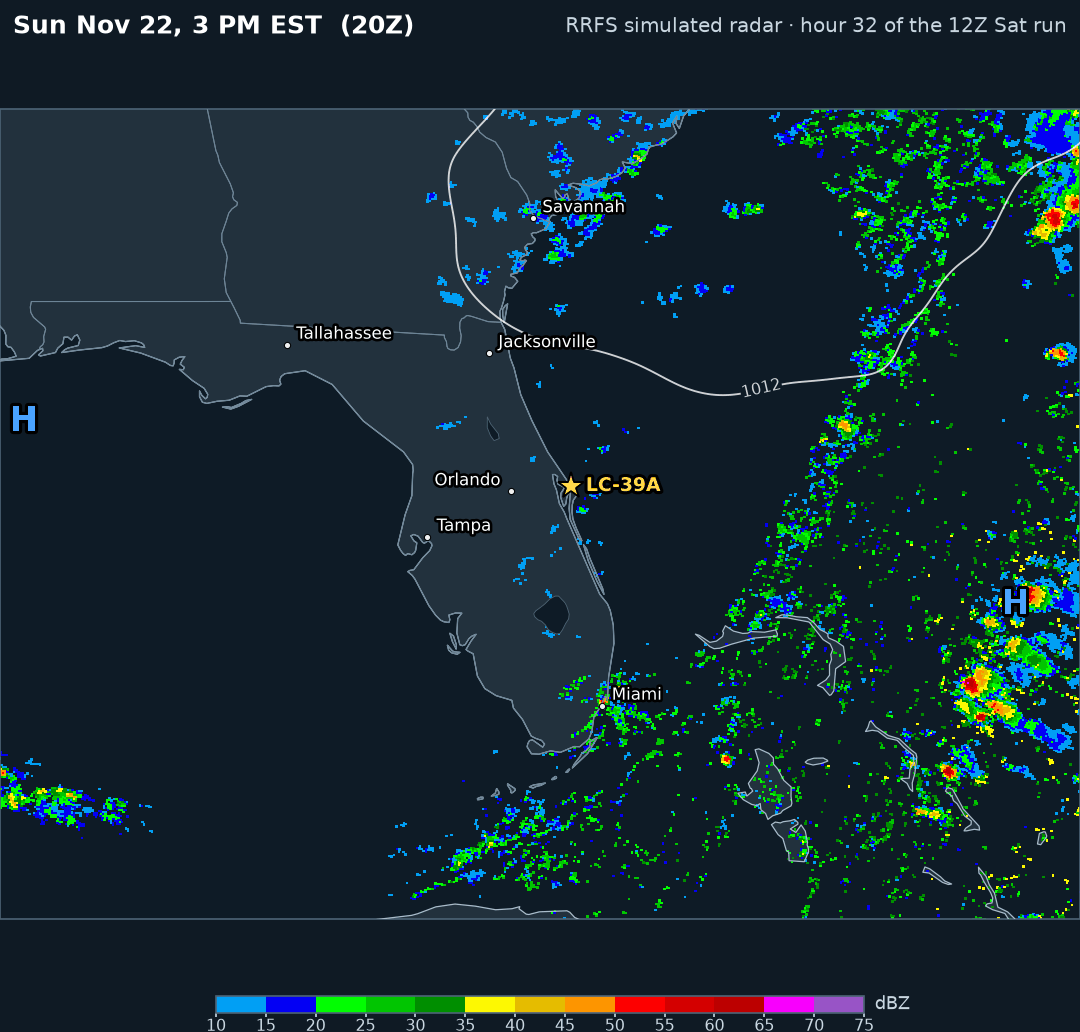 Sun Nov 22, 3 PM EST (20Z)
RRFS simulated radar · hour 32 of the 12Z Sat run
Savannah
Tallahassee
Jacksonville
1012
H
Orlando
LC-39A
Tampa
H
Miami
dBZ
10 15 20 25 30 35 40 45 50 55 60 65 70 75